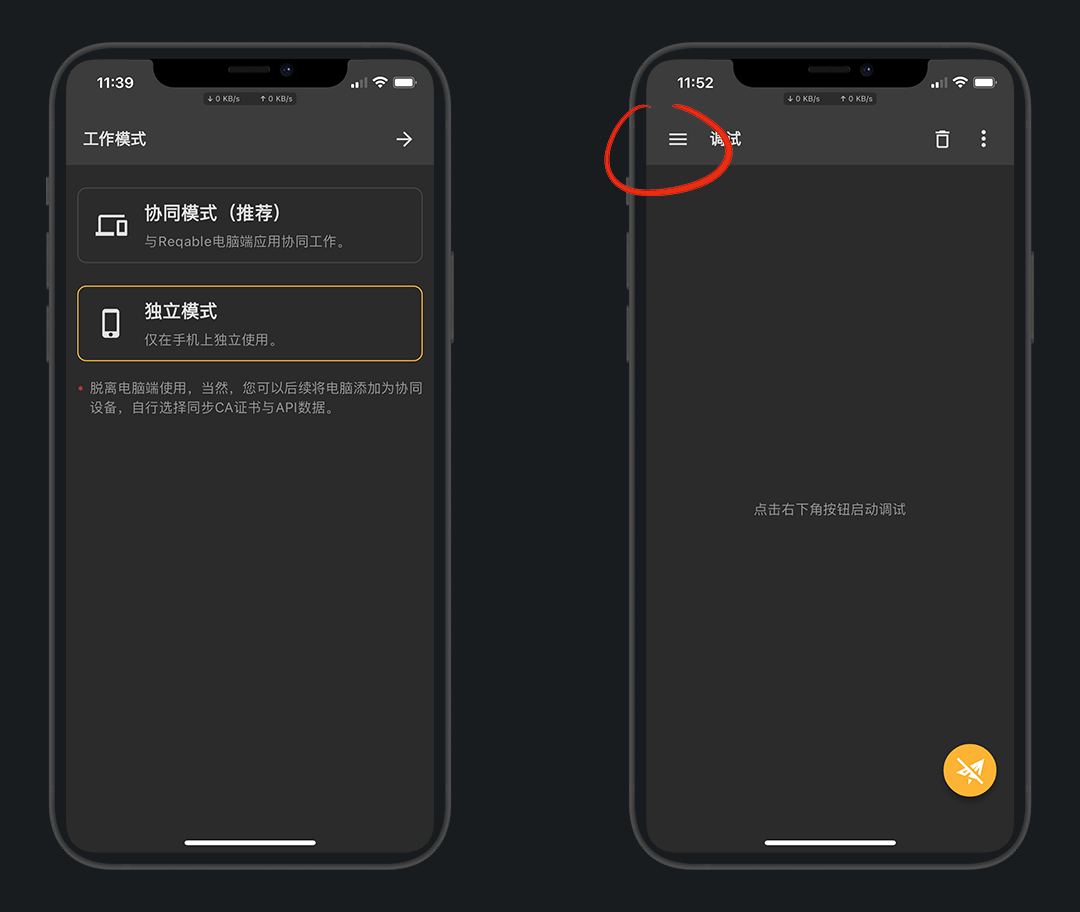 11:39
↓ 0 KB/s ↑ 0 KB/s
工作模式
协同模式（推荐）
与Reqable电脑端应用协同工作。
独立模式
仅在手机上独立使用。
脱离电脑端使用，当然，您可以后续将电脑添加为协同
设备，自行选择同步CA证书与API数据。
11:52
↓ 0 KB/s ↑ 0 KB/s
调试
点击右下角按钮启动调试